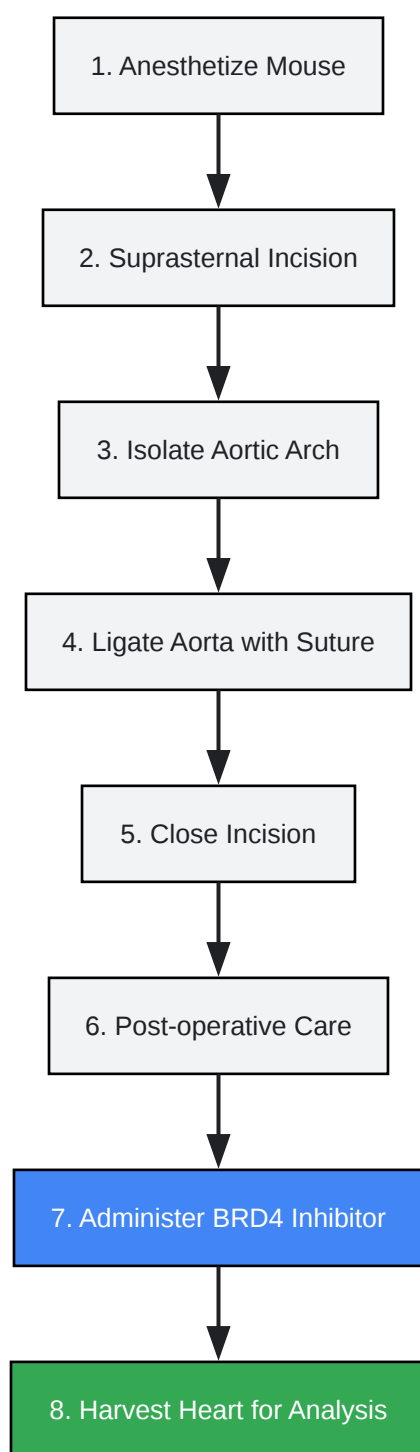 1. Anesthetize Mouse
2. Suprasternal Incision
3. Isolate Aortic Arch
4. Ligate Aorta with Suture
5. Close Incision
6. Post-operative Care
7. Administer BRD4 Inhibitor
8. Harvest Heart for Analysis